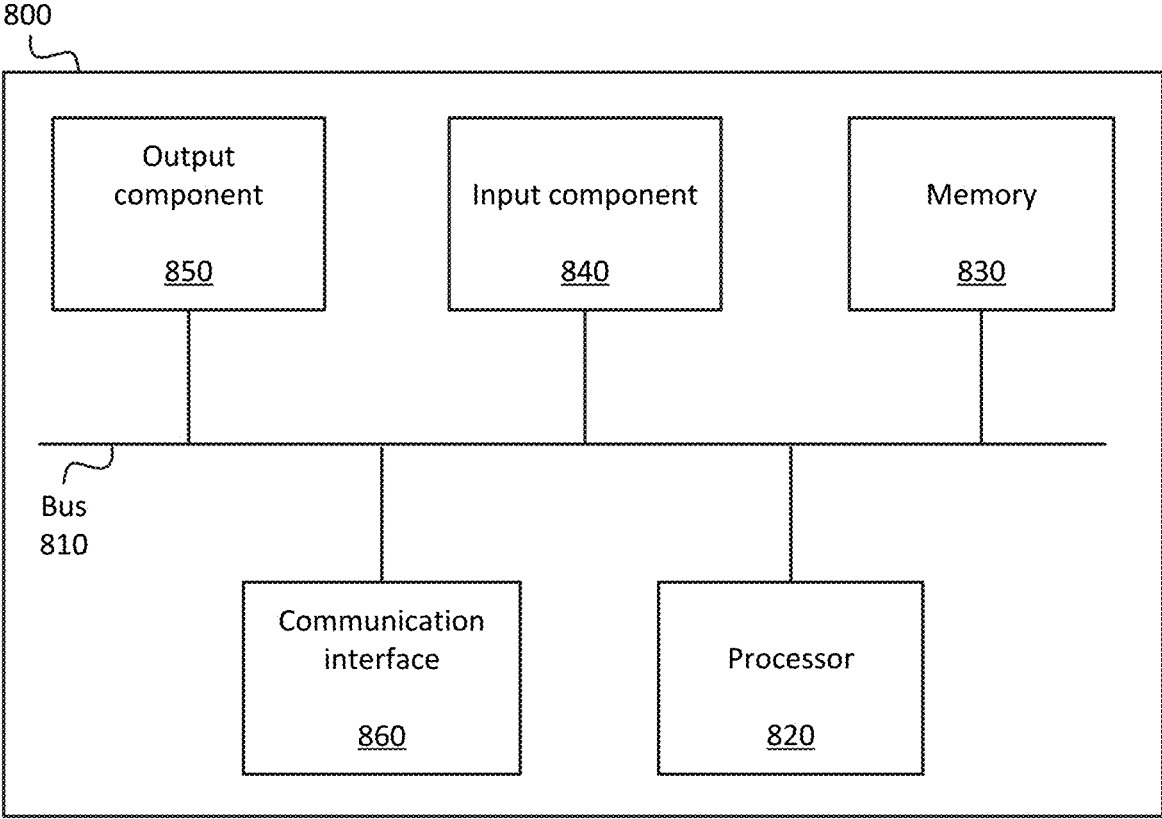 800
Output
component
850
Input component
840
Memory
830
Bus
810
Communication
interface
860
Processor
820